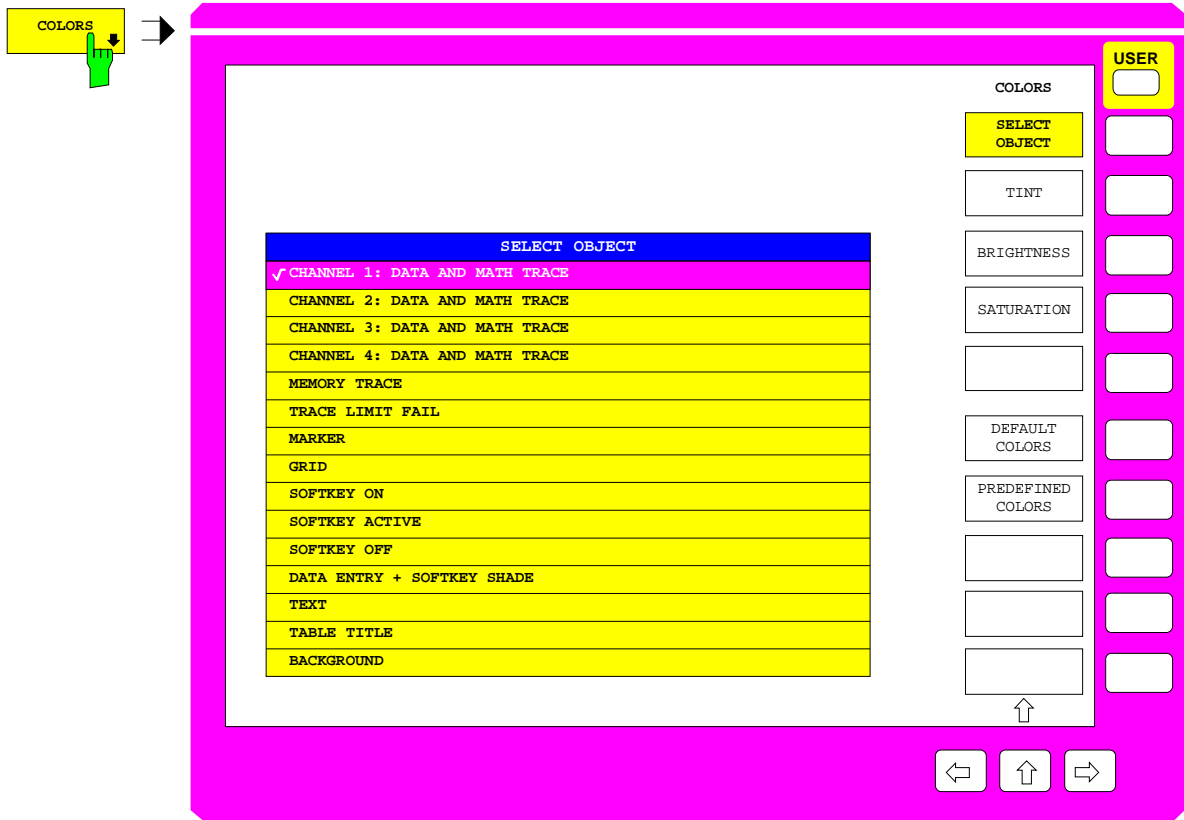 COLORS
USER
COLORS
SELECT
OBJECT
TINT
BRIGHTNESS
SATURATION
DEFAULT
COLORS
PREDEFINED
COLORS
SELECT OBJECT
√ CHANNEL 1: DATA AND MATH TRACE
CHANNEL 2: DATA AND MATH TRACE
CHANNEL 3: DATA AND MATH TRACE
CHANNEL 4: DATA AND MATH TRACE
MEMORY TRACE
TRACE LIMIT FAIL
MARKER
GRID
SOFTKEY ON
SOFTKEY ACTIVE
SOFTKEY OFF
DATA ENTRY + SOFTKEY SHADE
TEXT
TABLE TITLE
BACKGROUND